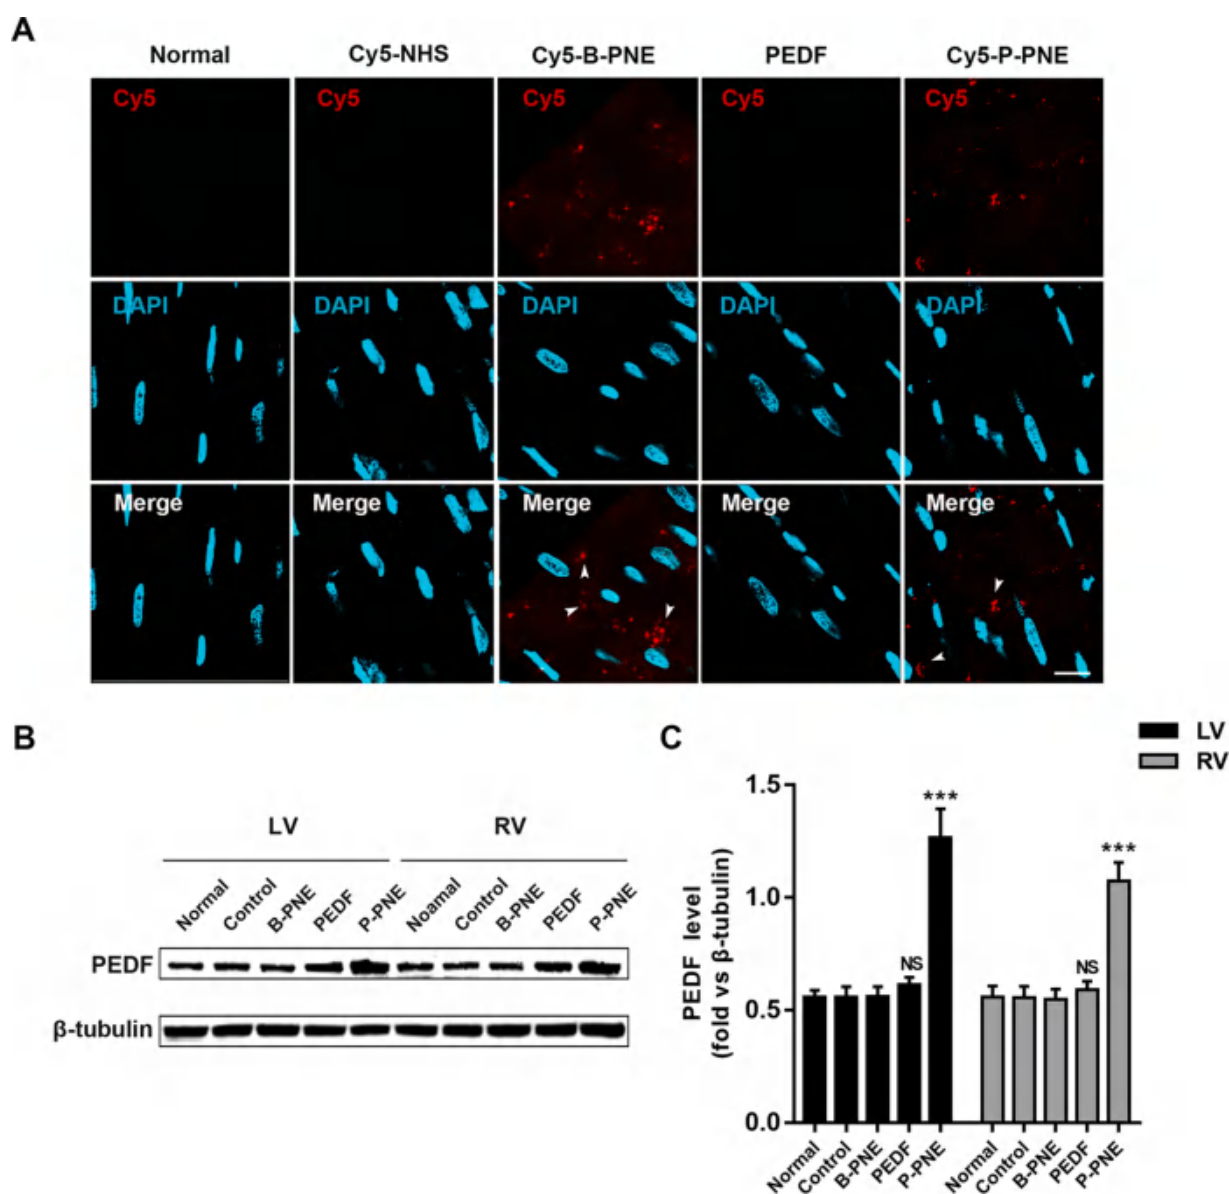 A
Normal Cy5-NHS Cy5-B-PNE PEDF Cy5-P-PNE
Cy5 Cy5 Cy5 Cy5 Cy5
DAPI DAPI DAPI DAPI DAPI
Merge Merge Merge Merge Merge
B
LV RV
Normal Control B-PNE PEDF P-PNE Noamal Control B-PNE PEDF P-PNE
PEDF
β-tubulin
C
LV
RV
PEDF level
(fold vs β-tubulin)
1.5
1.0
0.5
0.0
NS *** NS ***
Normal Control B-PNE PEDF P-PNE Normal Control B-PNE PEDF P-PNE